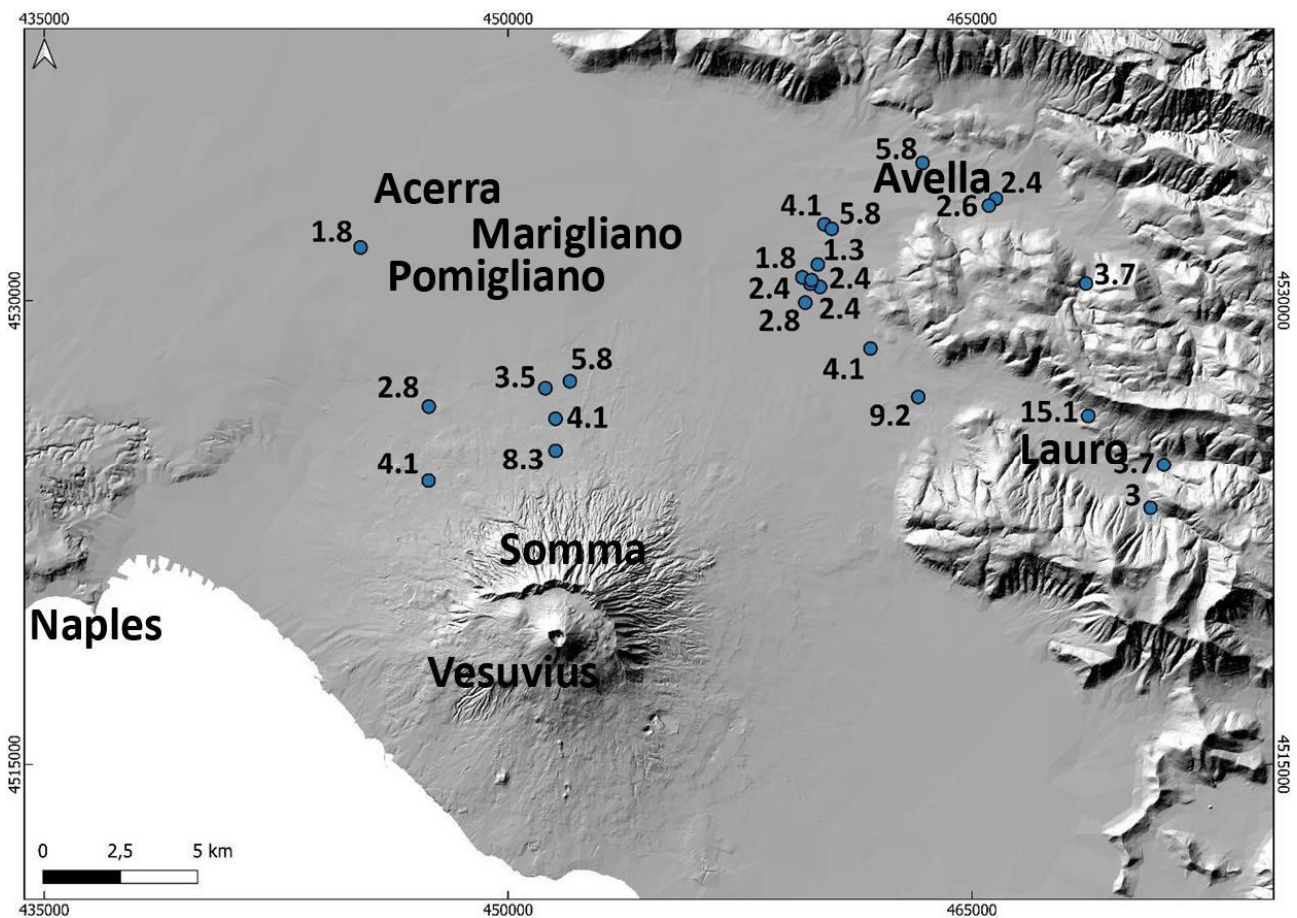 435000 450000 465000
5.8
Avella
2.4
Acerra
2.6
4.1
5.8
1.8
Marigliano
1.3
1.8
Pomigliano
2.4
3.7
2.4
4530000
4530000
2.4
2.8
4.1
5.8
3.5
2.8
4.1
9.2
15.1
8.3
Lauro
4.1
3.7
3
Somma
Naples
Vesuvius
4515000
4515000
0 2,5 5 km
435000 450000 465000